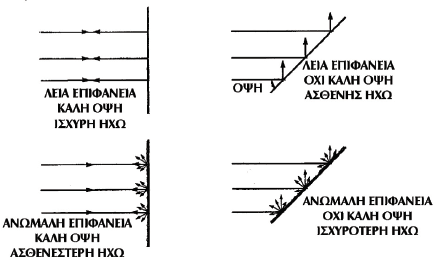 ΛΕΙΑ ΕΠΙΦΑΝΕΙΑ
ΚΑΛΗ ΟΨΗ
ΙΣΧΥΡΗ ΗΧΩ
ΟΨΗ
ΛΕΙΑ ΕΠΙΦΑΝΕΙΑ
ΟΧΙ ΚΑΛΗ ΟΨΗ
ΑΣΘΕΝΗΣ ΗΧΩ
ΑΝΩΜΑΛΗ ΕΠΙΦΑΝΕΙΑ
ΚΑΛΗ ΟΨΗ
ΑΣΘΕΝΕΣΤΕΡΗ ΗΧΩ
ΑΝΩΜΑΛΗ ΕΠΙΦΑΝΕΙΑ
ΟΧΙ ΚΑΛΗ ΟΨΗ
ΙΣΧΥΡΟΤΕΡΗ ΗΧΩ